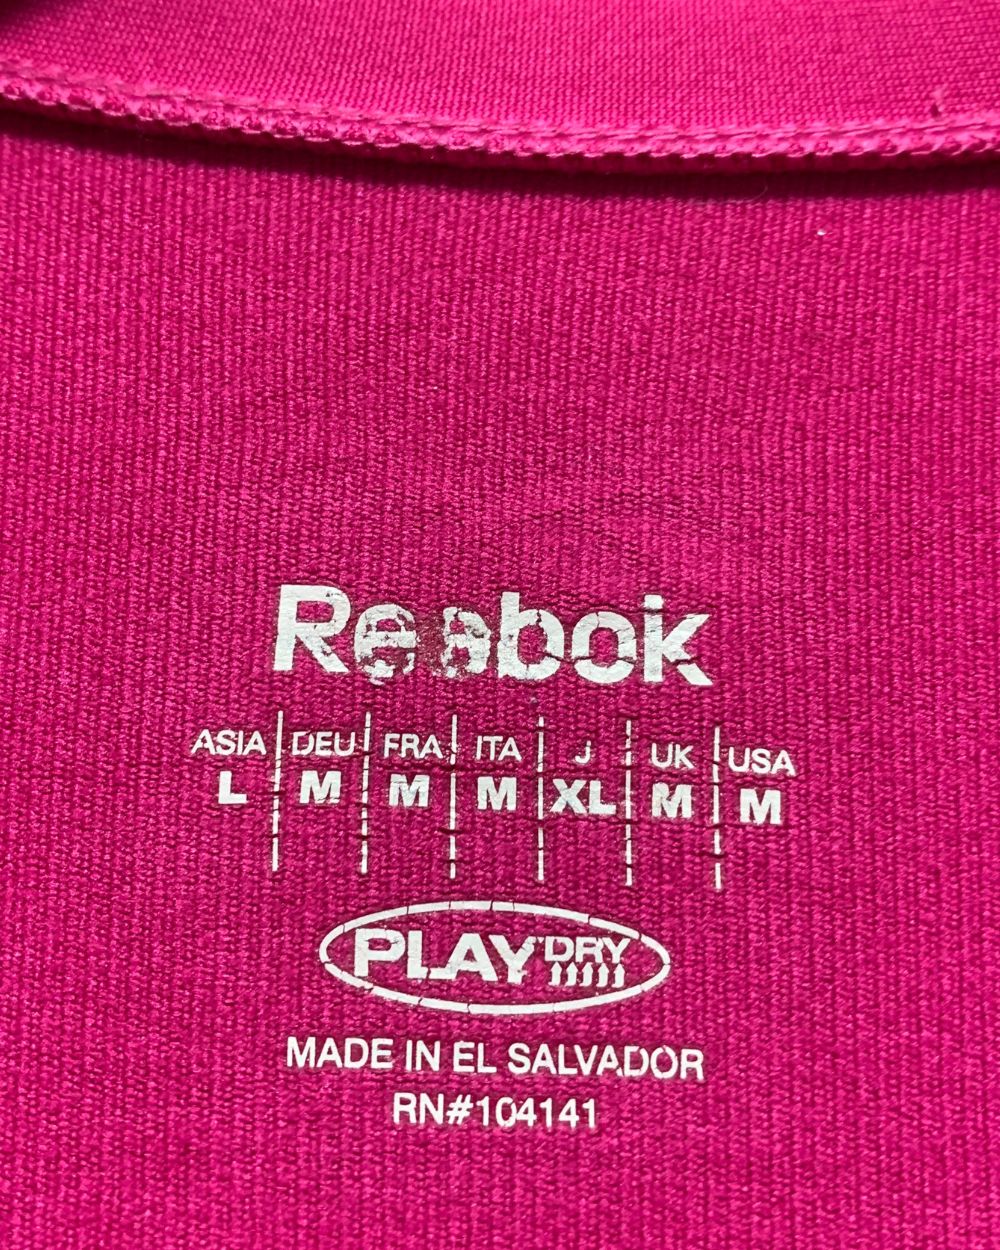 Reebok
ASIA DEU FRA ITA J UK USA
L M M M XL M M
PLAY DRY
MADE IN EL SALVADOR
RN#104141